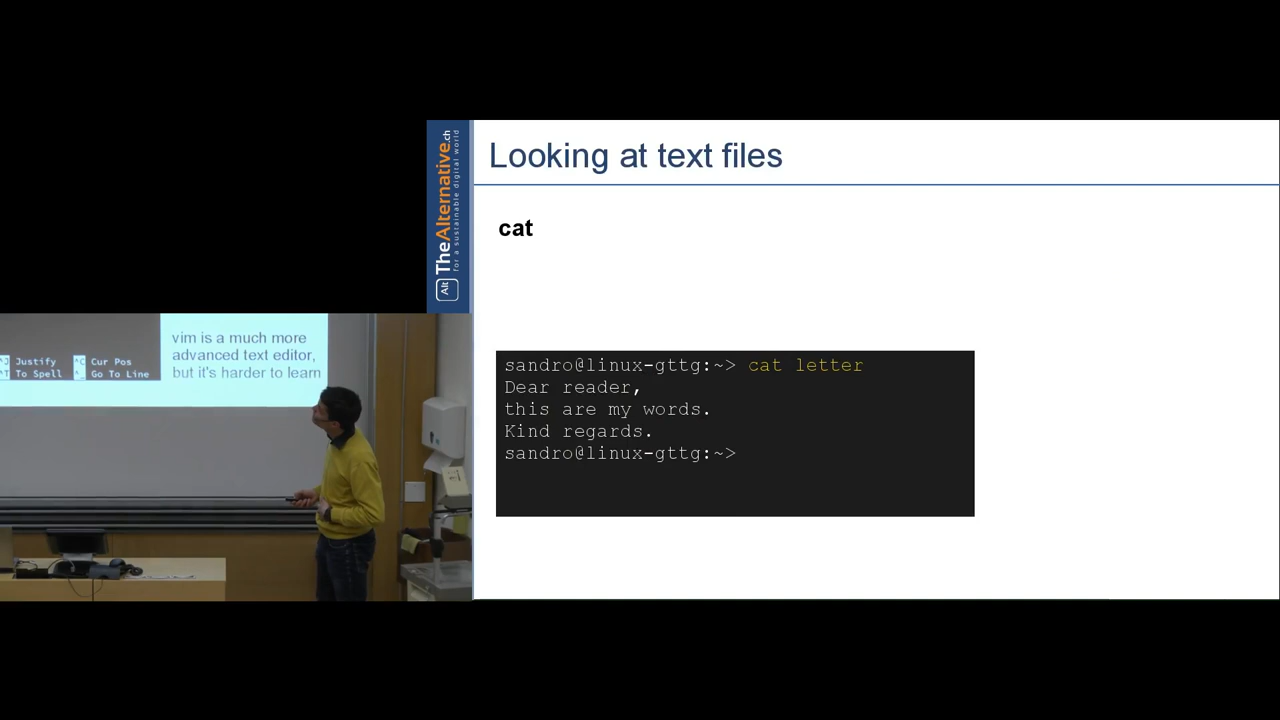 Looking at text files
cat
sandro@linux-gttg:~> cat letter
Dear reader,
this are my words.
Kind regards.
sandro@linux-gttg:~>
Alt TheAlternative.ch
for a sustainable digital world
vim is a much more
advanced text editor,
but it's harder to learn
^J Justify ^C Cur Pos
^T To Spell ^_ Go To Line